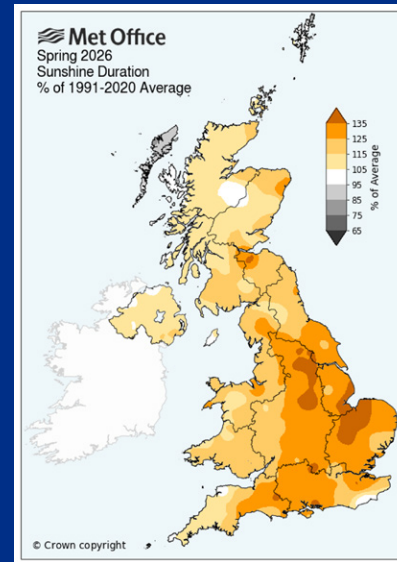 Met Office
Spring 2026
Sunshine Duration
% of 1991-2020 Average
135
125
115
105
95
85
75
65
% of Average
© Crown copyright